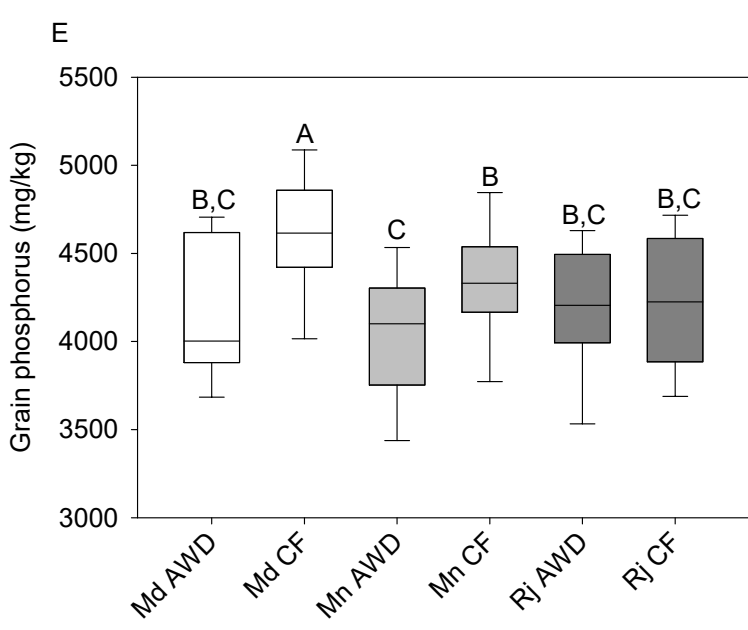 E
Grain phosphorus (mg/kg)
5500
5000
4500
4000
3500
3000
B,C
A
C
B
B,C
B,C
Md AWD
Md CF
Mn AWD
Mn CF
Rj AWD
Rj CF